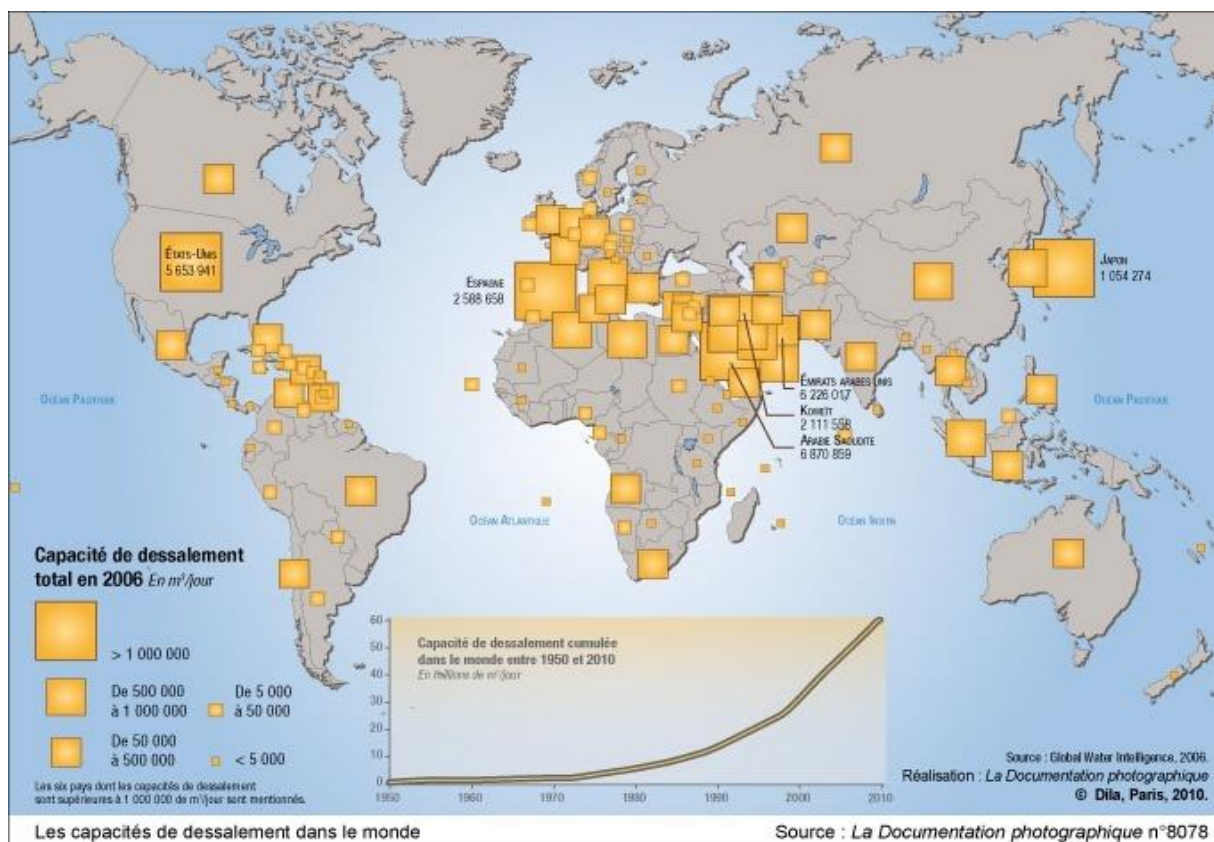 États-Unis
5 653 941
Espagne
2 588 658
Japon
1 054 274
Émirats arabes unis
6 226 017
Koweït
2 111 558
Arabie Saoudite
6 870 859
Océan Pacifique
Océan Pacifique
Océan Atlantique
Océan Indien
Capacité de dessalement
total en 2006 En m³/jour
> 1 000 000
De 500 000
à 1 000 000
De 5 000
à 50 000
De 50 000
à 500 000
< 5 000
Les six pays dont les capacités de dessalement
sont supérieures à 1 000 000 de m³/jour sont mentionnés.
Capacité de dessalement cumulée
dans le monde entre 1950 et 2010
En millions de m³/jour
60
50
40
30
20
10
0
1950
1960
1970
1980
1990
2000
2010
Source : Global Water Intelligence, 2006.
Réalisation : La Documentation photographique
© Dila, Paris, 2010.
Les capacités de dessalement dans le monde
Source : La Documentation photographique n°8078